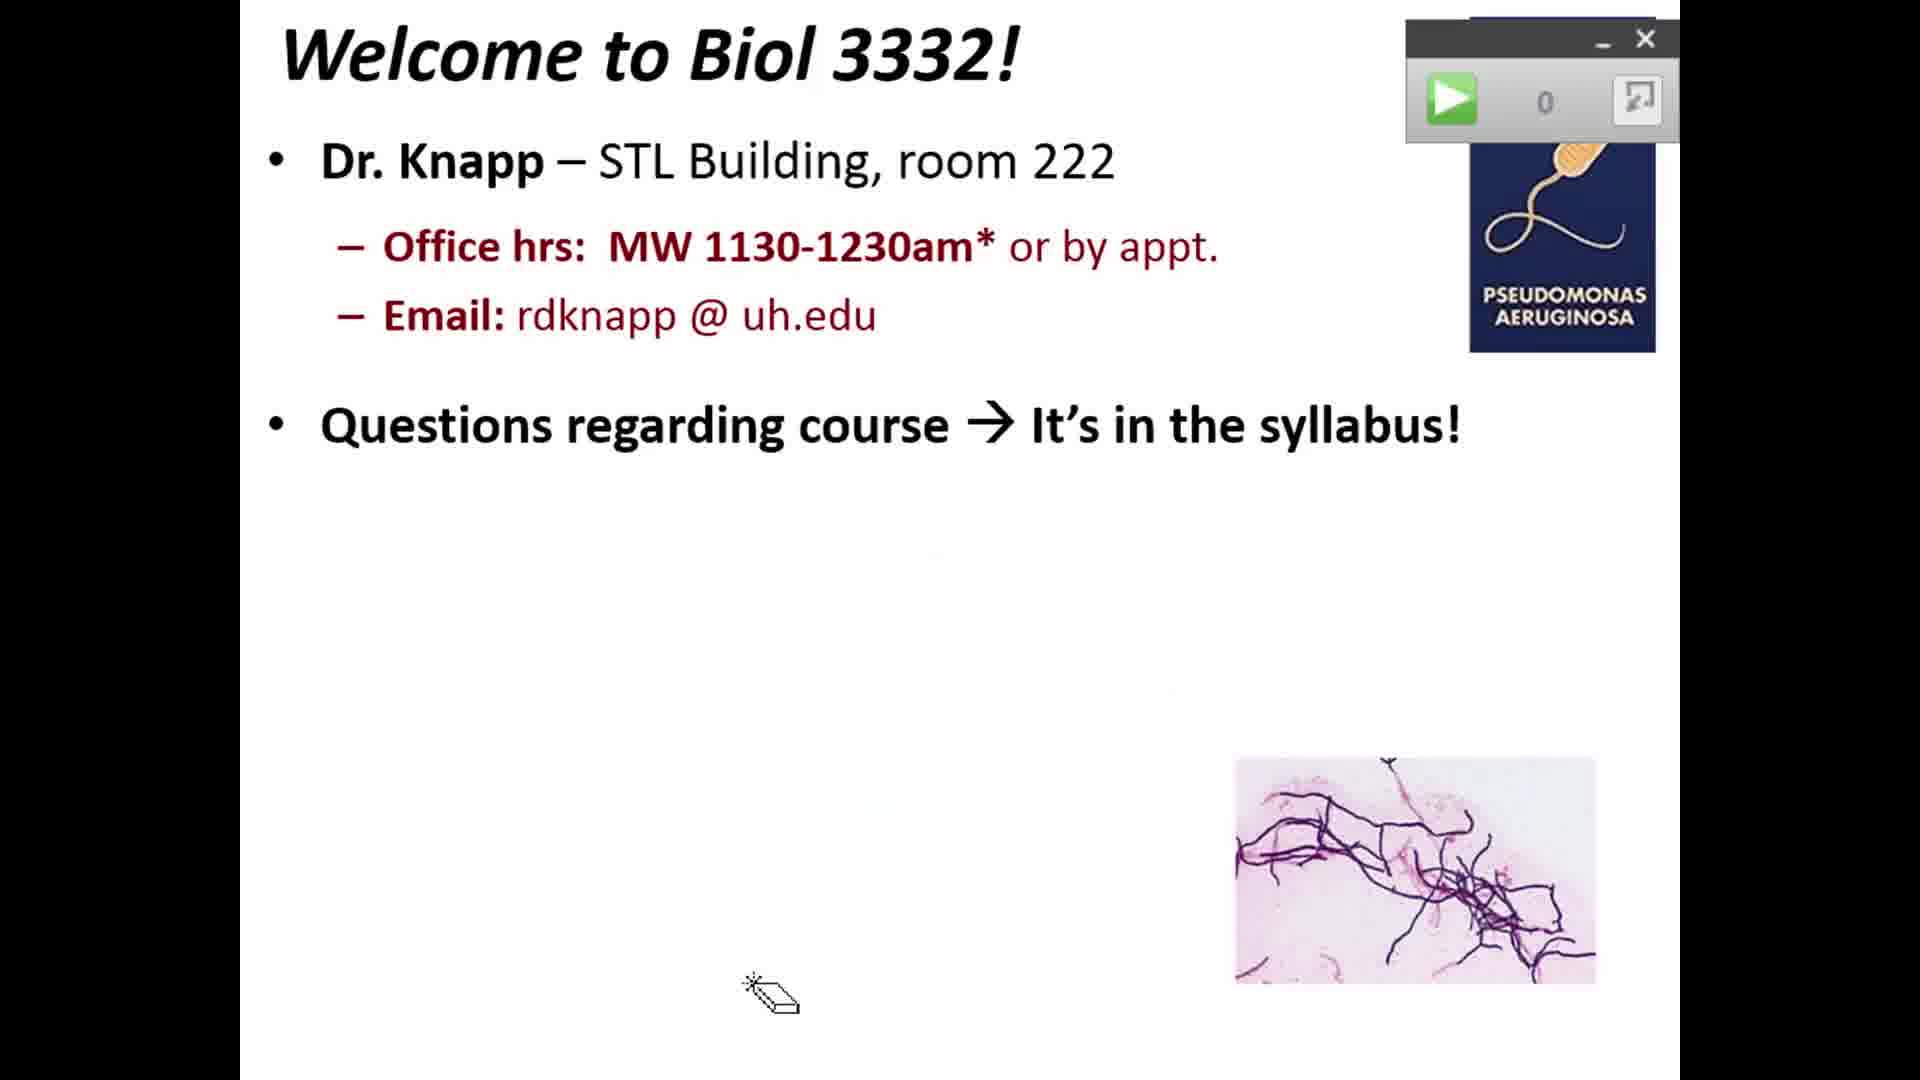 Welcome to Biol 3332!
• Dr. Knapp – STL Building, room 222
– Office hrs: MW 1130-1230am* or by appt.
– Email: rdknapp @ uh.edu
• Questions regarding course → It's in the syllabus!
0
PSEUDOMONAS
AERUGINOSA